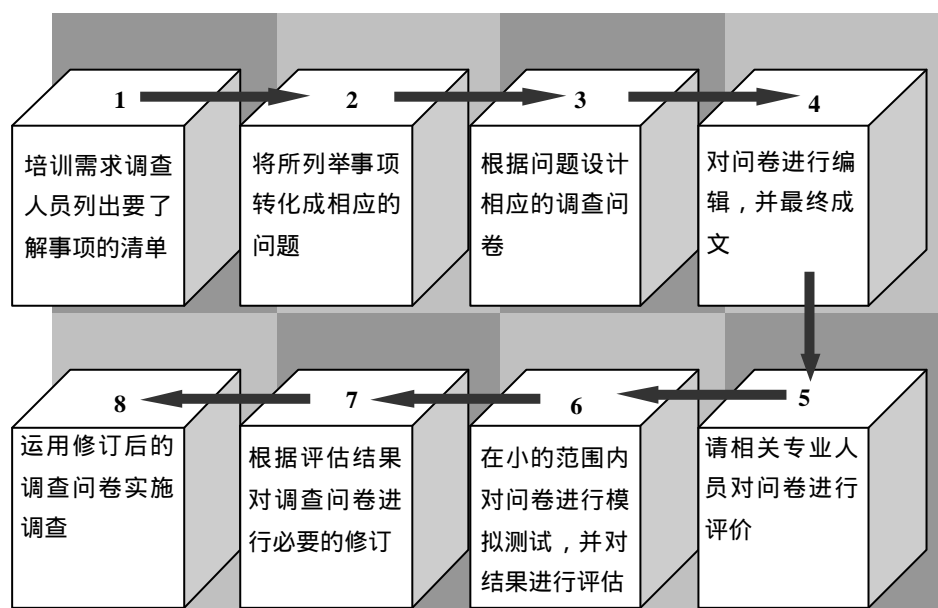 1
培训需求调查
人员列出要了
解事项的清单
2
将所列举事项
转化成相应的
问题
3
根据问题设计
相应的调查问
卷
4
对问卷进行编
辑，并最终成
文
5
请相关专业人
员对问卷进行
评价
6
在小的范围内
对问卷进行模
拟测试，并对
结果进行评估
7
根据评估结果
对调查问卷进
行必要的修订
8
运用修订后的
调查问卷实施
调查